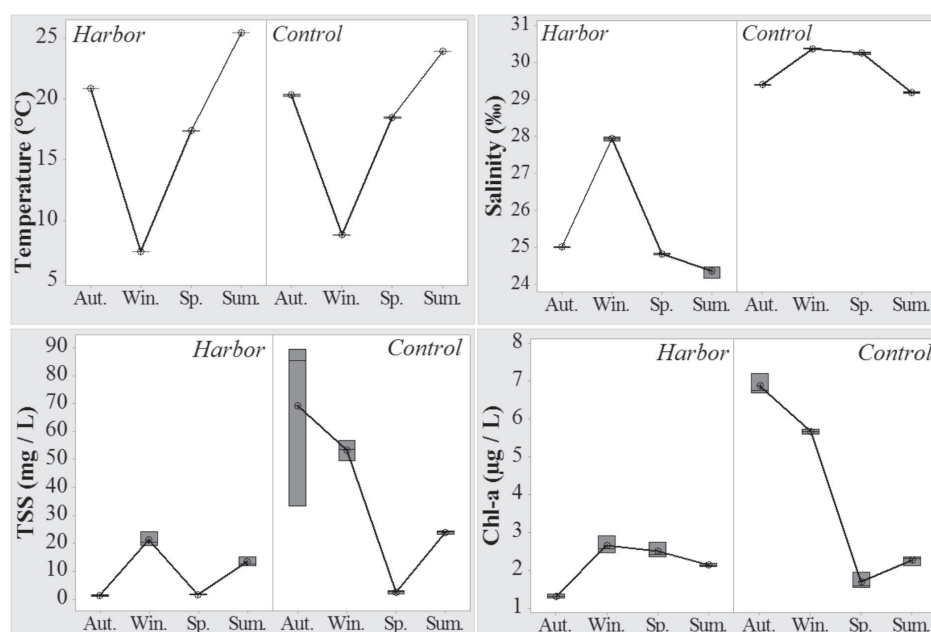 Harbor
Control
Temperature (°C)
25
20
15
10
5
Aut. Win. Sp. Sum. Aut. Win. Sp. Sum.
Harbor
Control
Salinity (‰)
31
30
29
28
27
26
25
24
Aut. Win. Sp. Sum. Aut. Win. Sp. Sum.
Harbor
Control
TSS (mg / L)
90
80
70
60
50
40
30
20
10
0
Aut. Win. Sp. Sum. Aut. Win. Sp. Sum.
Harbor
Control
Chl-a (µg / L)
8
7
6
5
4
3
2
1
Aut. Win. Sp. Sum. Aut. Win. Sp. Sum.